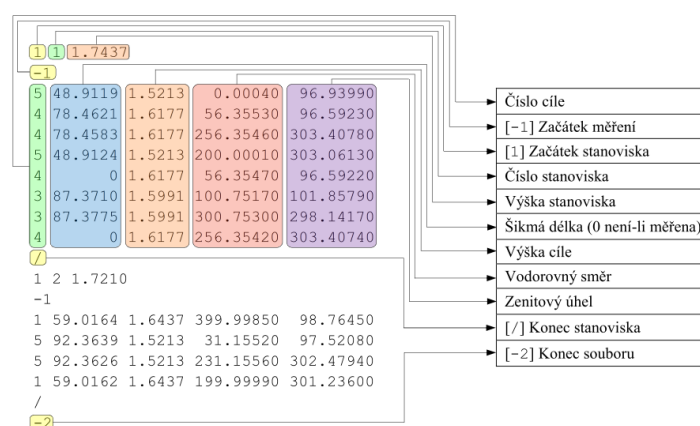 1 1 1.7437
-1
5 48.9119 1.5213 0.00040 96.93990
4 78.4621 1.6177 56.35530 96.59230
4 78.4583 1.6177 256.35460 303.40780
5 48.9124 1.5213 200.00010 303.06130
4 0 1.6177 56.35470 96.59220
3 87.3710 1.5991 100.75170 101.85790
3 87.3775 1.5991 300.75300 298.14170
4 0 1.6177 256.35420 303.40740
/
1 2 1.7210
-1
1 59.0164 1.6437 399.99850 98.76450
5 92.3639 1.5213 31.15520 97.52080
5 92.3626 1.5213 231.15560 302.47940
1 59.0162 1.6437 199.99990 301.23600
/
-2
Číslo cíle
[-1] Začátek měření
[1] Začátek stanoviska
Číslo stanoviska
Výška stanoviska
Šikmá délka (0 není-li měřena)
Výška cíle
Vodorovný směr
Zenitový úhel
[/] Konec stanoviska
[-2] Konec souboru